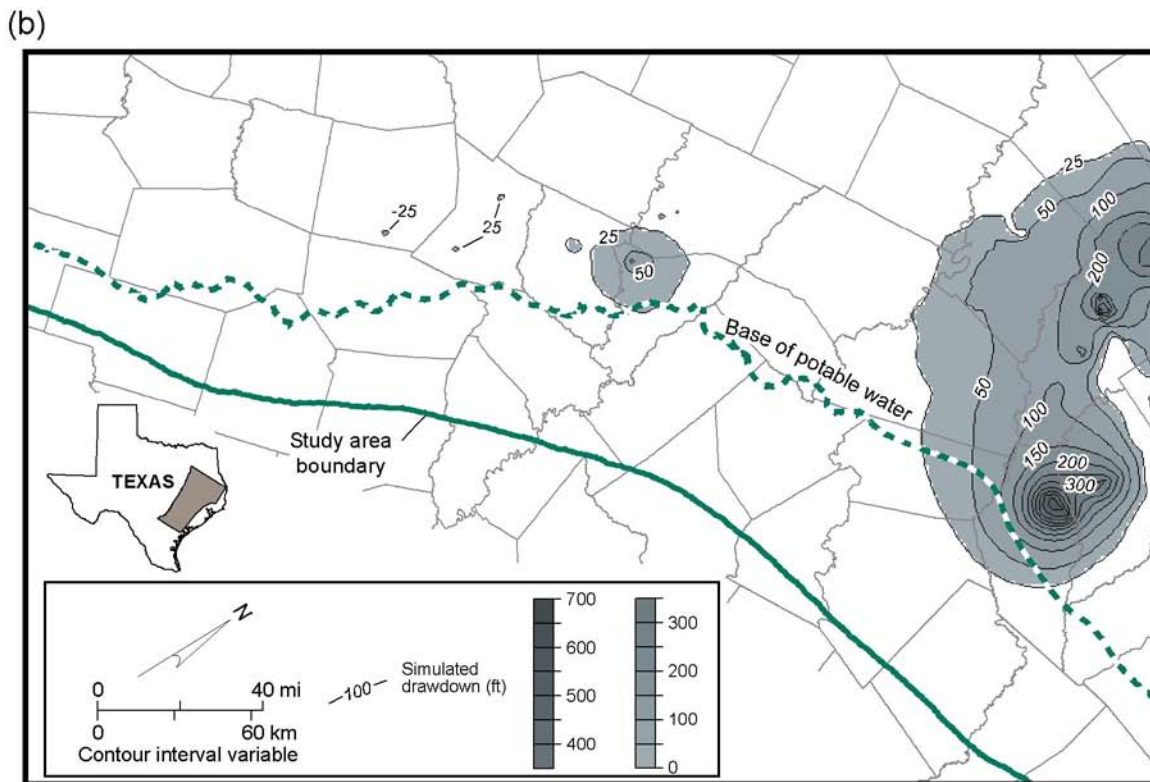 (b)
-25
25
25
50
25
50
100
200
50
100
150
200
300
Base of potable water
Study area
boundary
TEXAS
N
0 40 mi
0 60 km
Contour interval variable
100
Simulated
drawdown (ft)
700
600
500
400
300
200
100
0